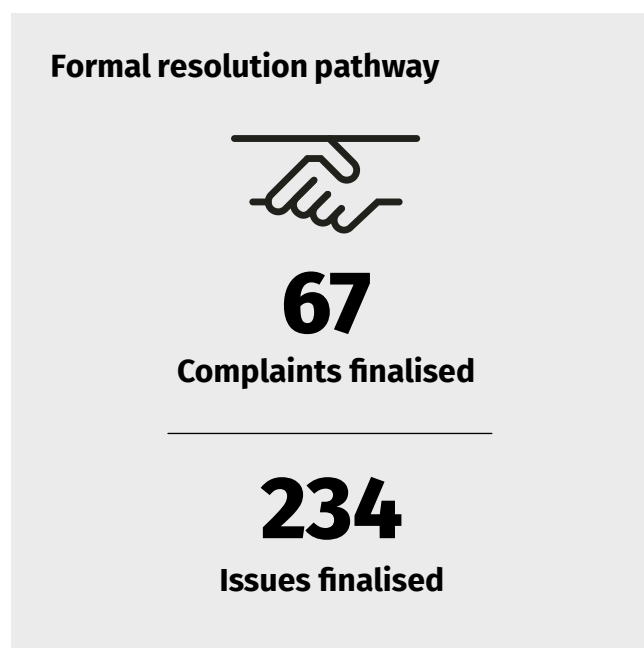 Formal resolution pathway
67
Complaints finalised
234
Issues finalised